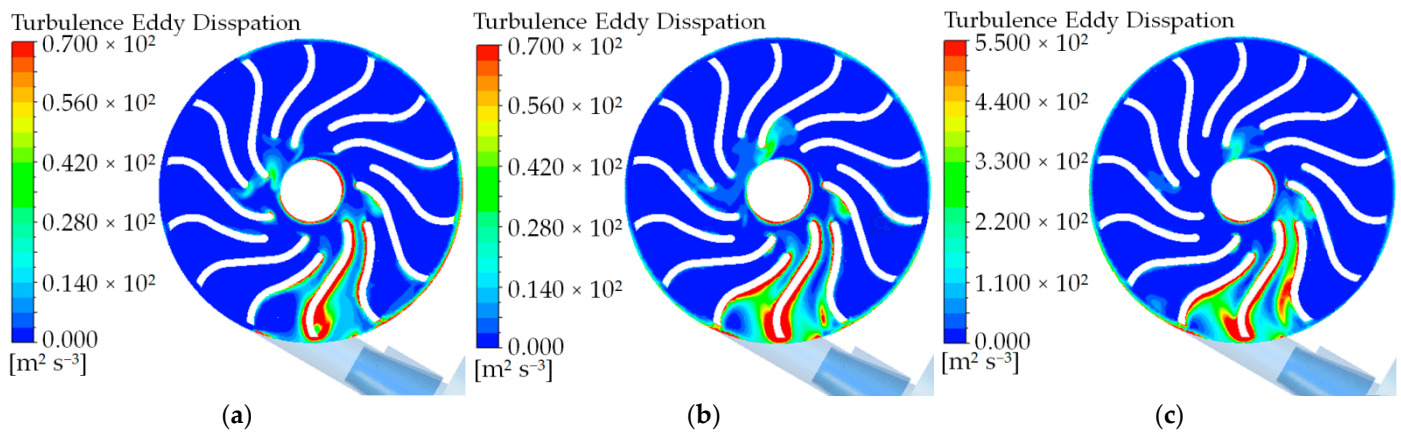 Turbulence Eddy Disspation
0.700 × 10²
0.560 × 10²
0.420 × 10²
0.280 × 10²
0.140 × 10²
0.000
[m² s⁻³]
(a)
Turbulence Eddy Disspation
0.700 × 10²
0.560 × 10²
0.420 × 10²
0.280 × 10²
0.140 × 10²
0.000
[m² s⁻³]
(b)
Turbulence Eddy Disspation
5.500 × 10²
4.400 × 10²
3.300 × 10²
2.200 × 10²
1.100 × 10²
0.000
[m² s⁻³]
(c)